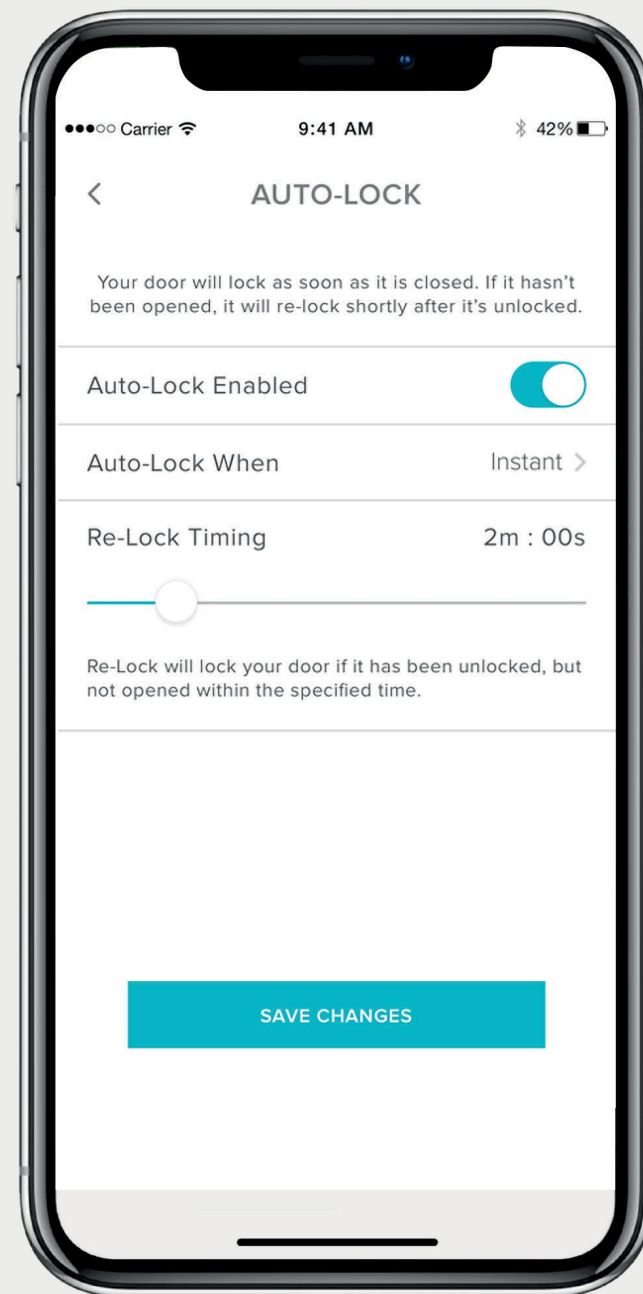 Carrier 9:41 AM 42%
AUTO-LOCK
Your door will lock as soon as it is closed. If it hasn’t
been opened, it will re-lock shortly after it’s unlocked.
Auto-Lock Enabled
Auto-Lock When Instant
Re-Lock Timing 2m : 00s
Re-Lock will lock your door if it has been unlocked, but
not opened within the specified time.
SAVE CHANGES